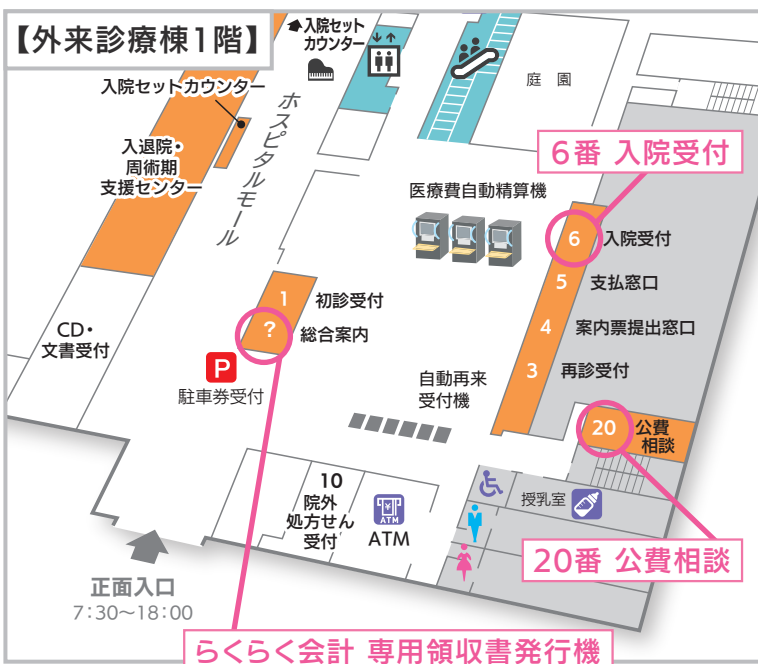 【外来診療棟1階】
入院セット
カウンター
入院セットカウンター
庭 園
ホスピタルモール
入退院・
周術期
支援センター
6番 入院受付
医療費自動精算機
6 入院受付
5 支払窓口
4 案内票提出窓口
3 再診受付
1 初診受付
? 総合案内
CD・
文書受付
P
駐車券受付
自動再来
受付機
20 公費
相談
10
院外
処方せん
受付
¥
ATM
ATM
授乳室
20番 公費相談
正面入口
7:30〜18:00
らくらく会計 専用領収書発行機